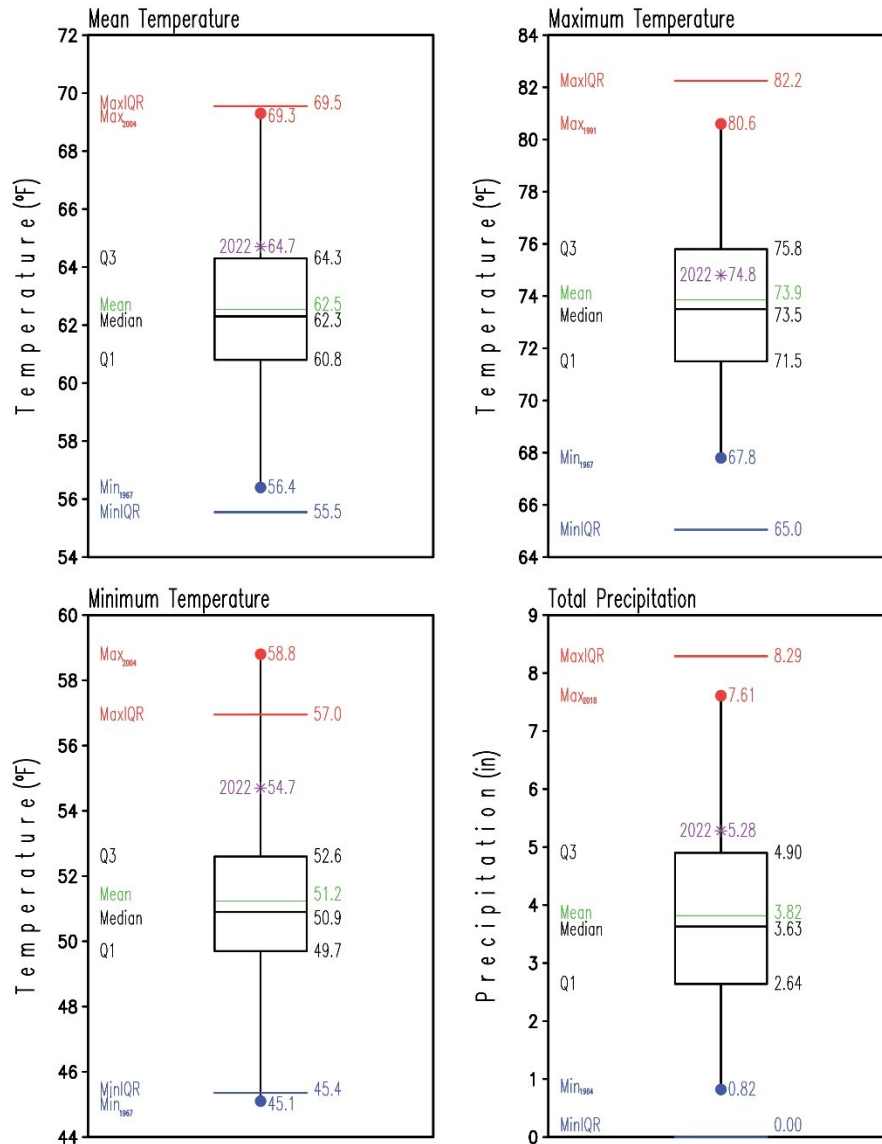 Mean Temperature
Temperature (ºF)
72
70
68
66
64
62
60
58
56
54
MaxIQR 69.5
Max2004 69.3
2022 * 64.7
Q3 64.3
Mean 62.5
Median 62.3
Q1 60.8
Min1967 56.4
MinIQR 55.5
Maximum Temperature
Temperature (ºF)
84
82
80
78
76
74
72
70
68
66
64
MaxIQR 82.2
Max1991 80.6
Q3 75.8
2022 * 74.8
Mean 73.9
Median 73.5
Q1 71.5
Min1967 67.8
MinIQR 65.0
Minimum Temperature
Temperature (ºF)
60
58
56
54
52
50
48
46
44
Max2004 58.8
MaxIQR 57.0
2022 * 54.7
Q3 52.6
Mean 51.2
Median 50.9
Q1 49.7
MinIQR 45.4
Min1967 45.1
Total Precipitation
Precipitation (in)
9
8
7
6
5
4
3
2
1
0
MaxIQR 8.29
Max2018 7.61
2022 * 5.28
Q3 4.90
Mean 3.82
Median 3.63
Q1 2.64
Min1964 0.82
MinIQR 0.00